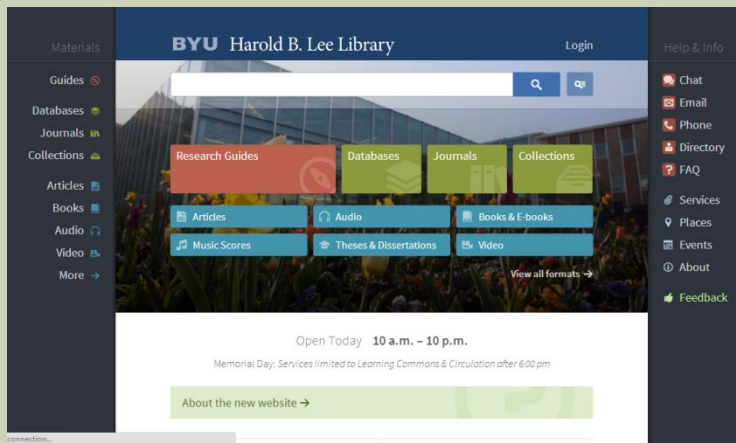 Materials
Guides
Databases
Journals
Collections
Articles
Books
Audio
Video
More →
BYU Harold B. Lee Library
Login
Research Guides
Databases
Journals
Collections
Articles
Audio
Books & E-books
Music Scores
Theses & Dissertations
Video
View all formats →
Open Today 10 a.m. – 10 p.m.
Memorial Day: Services limited to Learning Commons & Circulation after 6:00 pm
About the new website →
connection...
Help & Info
Chat
Email
Phone
Directory
FAQ
Services
Places
Events
About
Feedback